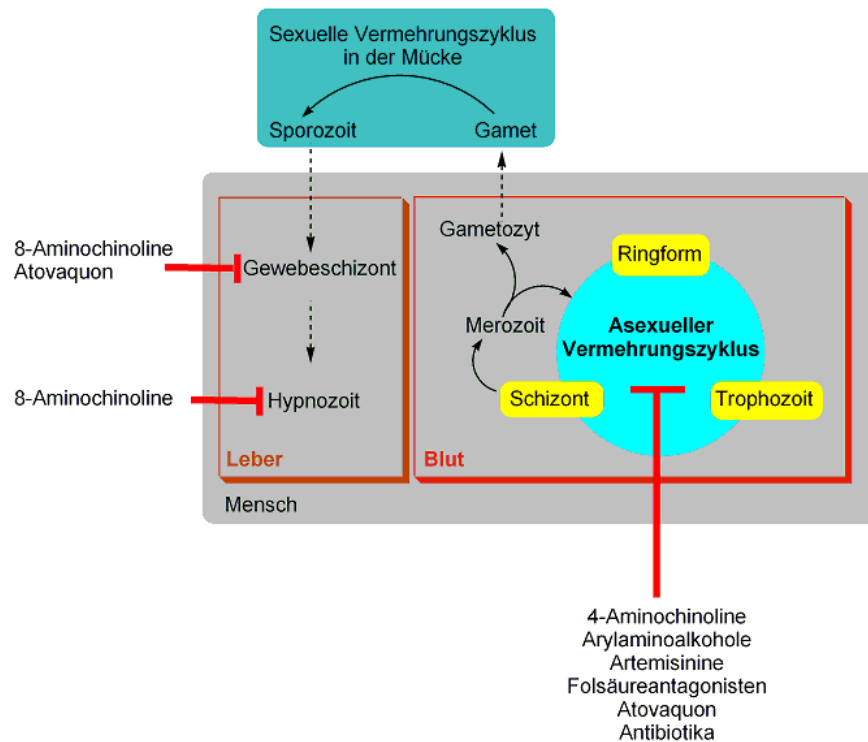 Sexuelle Vermehrungszyklus
in der Mücke
Sporozoit
Gamet
8-Aminochinoline
Atovaquon
Gewebeschizont
8-Aminochinoline
Hypnozoit
Leber
Mensch
Gametozyt
Merozoit
Ringform
Asexueller
Vermehrungszyklus
Schizont
Trophozoit
Blut
4-Aminochinoline
Arylaminoalkohole
Artemisinine
Folsäureantagonisten
Atovaquon
Antibiotika